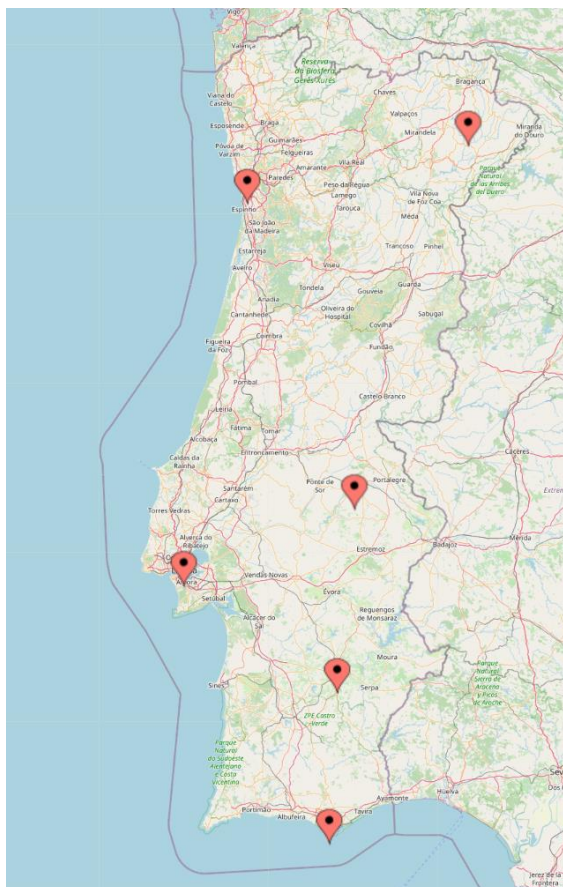 Vigo
Valença
Reserva
da Biosfera
Gerês-Xurés
Bragança
Viana do
Castelo
Chaves
Valpaços
Esposende
Braga
Mirandela
Miranda
do Douro
Guimarães
Póvoa de
Varzim
Felgueiras
Amarante
Vila Real
Paredes
Peso da Régua
Parque
Natural
de las Arribes
del Duero
Lamego
Vila Nova
de Foz Coa
Espinho
Tarouca
São João
da Madeira
Mêda
Estarreja
Trancoso
Pinhel
Viseu
Aveiro
Tondela
Gouveia
Guarda
Anadia
Oliveira do
Hospital
Sabugal
Cantanhede
Covilhã
Coimbra
Figueira
da Foz
Fundão
Pombal
Castelo Branco
Leiria
Fátima
Tomar
Alcobaça
Entroncamento
Cáceres
Caldas da
Rainha
Santarém
Ponte de
Sor
Portalegre
Cartaxo
Torres Vedras
Alverca do
Ribatejo
Estremoz
Badajoz
Mérida
Vendas Novas
Setúbal
Évora
Reguengos
de Monsaraz
Alcácer do
Sal
Moura
Sines
Serpa
Parque
Natural
Sierra de
Aracena
y Picos
de Aroche
ZPE Castro
Verde
Parque
Natural
do Sudoeste
Alentejano
e Costa
Vicentina
Ayamonte
Huelva
Portimão
Albufeira
Tavira
Jerez de la
Frontera